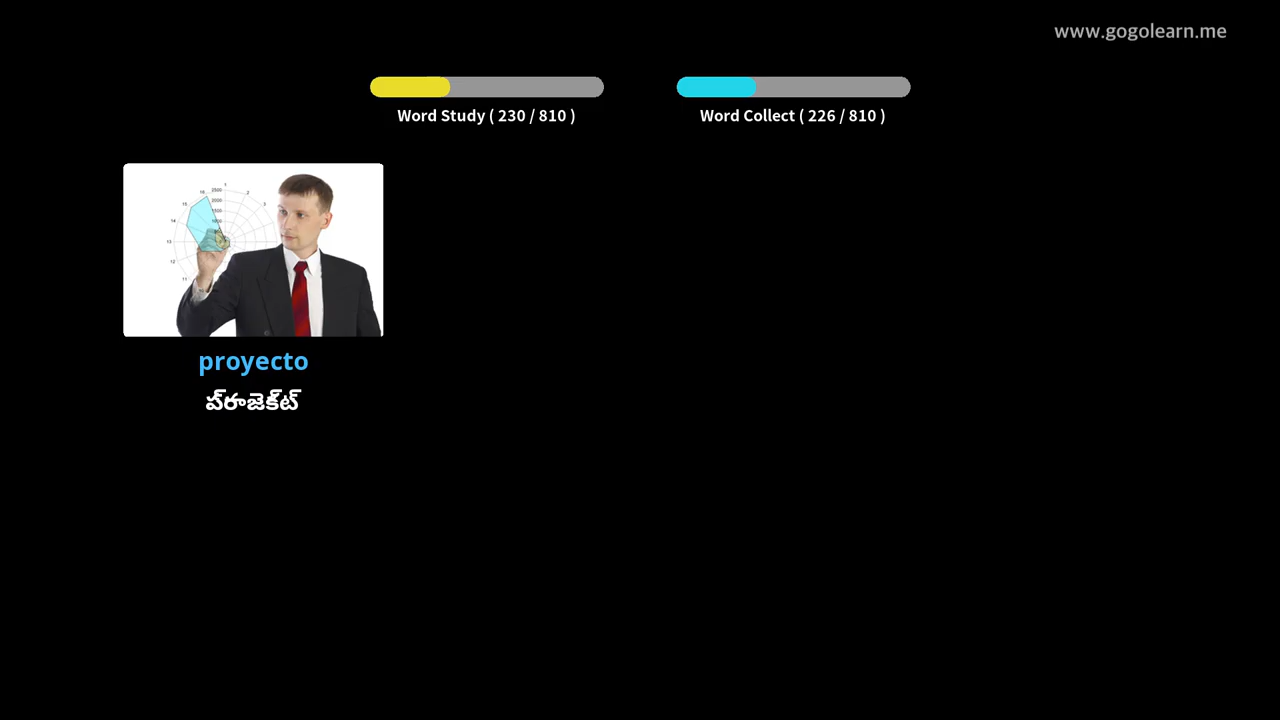 www.gogolearn.me
Word Study ( 230 / 810 )
Word Collect ( 226 / 810 )
proyecto
ప్రాజెక్ట్